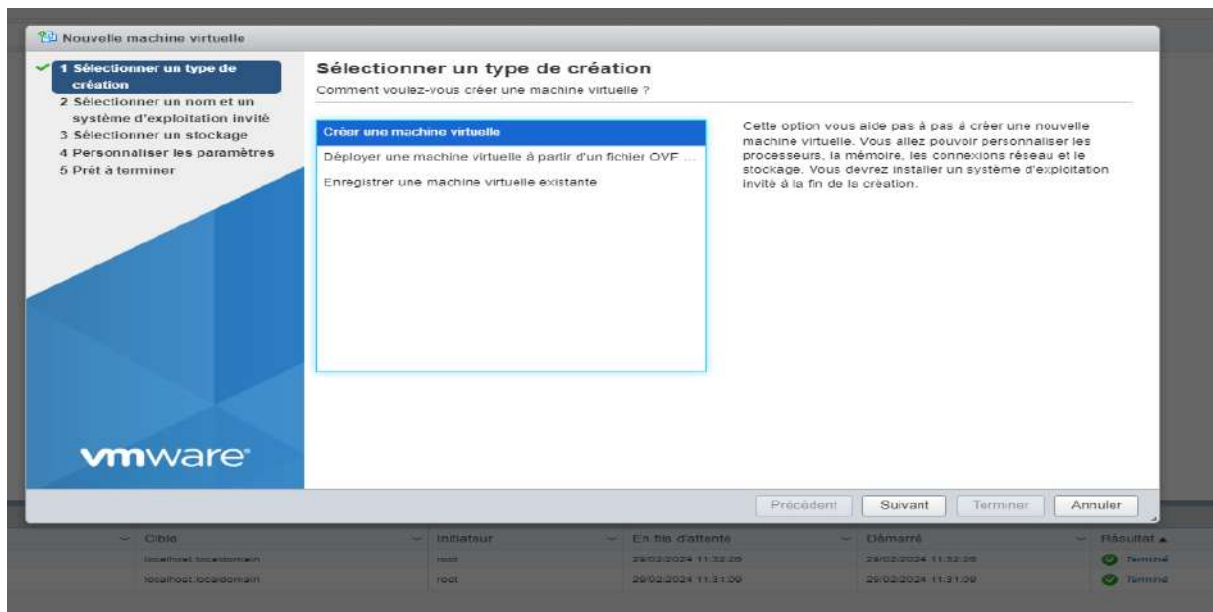 Nouvelle machine virtuelle
1 Sélectionner un type de
création
2 Sélectionner un nom et un
système d'exploitation invité
3 Sélectionner un stockage
4 Personnaliser les paramètres
5 Prêt à terminer
vmware
Sélectionner un type de création
Comment voulez-vous créer une machine virtuelle ?
Créer une machine virtuelle
Déployer une machine virtuelle à partir d'un fichier OVF ...
Enregistrer une machine virtuelle existante
Cette option vous aide pas à pas à créer une nouvelle
machine virtuelle. Vous allez pouvoir personnaliser les
processeurs, la mémoire, les connexions réseau et le
stockage. Vous devrez installer un système d'exploitation
invité à la fin de la création.
Précédent Suivant Terminer Annuler
Cible Initiateur En file d'attente Démarré Résultat
localhost.localdomain root 29/02/2024 11:32:26 29/02/2024 11:32:26 Terminé
localhost.localdomain root 29/02/2024 11:31:09 29/02/2024 11:31:09 Terminé